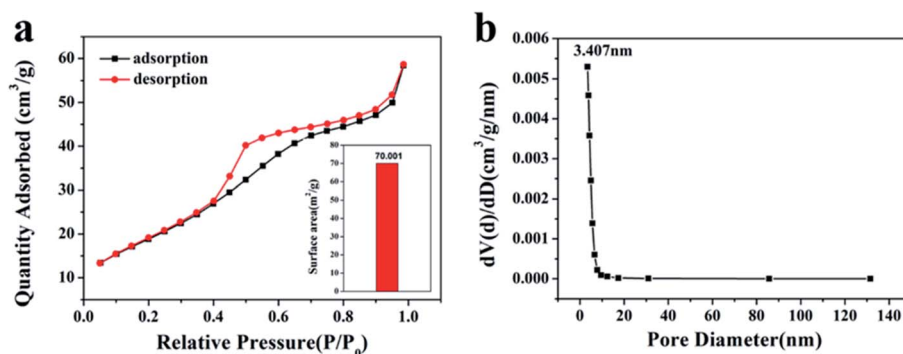 a
Quantity Adsorbed (cm³/g)
60
50
40
30
20
10
adsorption
desorption
Surface area(m²/g)
80
70
60
50
40
30
20
10
0
70.001
0.0 0.2 0.4 0.6 0.8 1.0
Relative Pressure(P/P₀)
b
dV(d)/dD(cm³/g/nm)
0.006
0.005
0.004
0.003
0.002
0.001
0.000
3.407nm
0 20 40 60 80 100 120 140
Pore Diameter(nm)